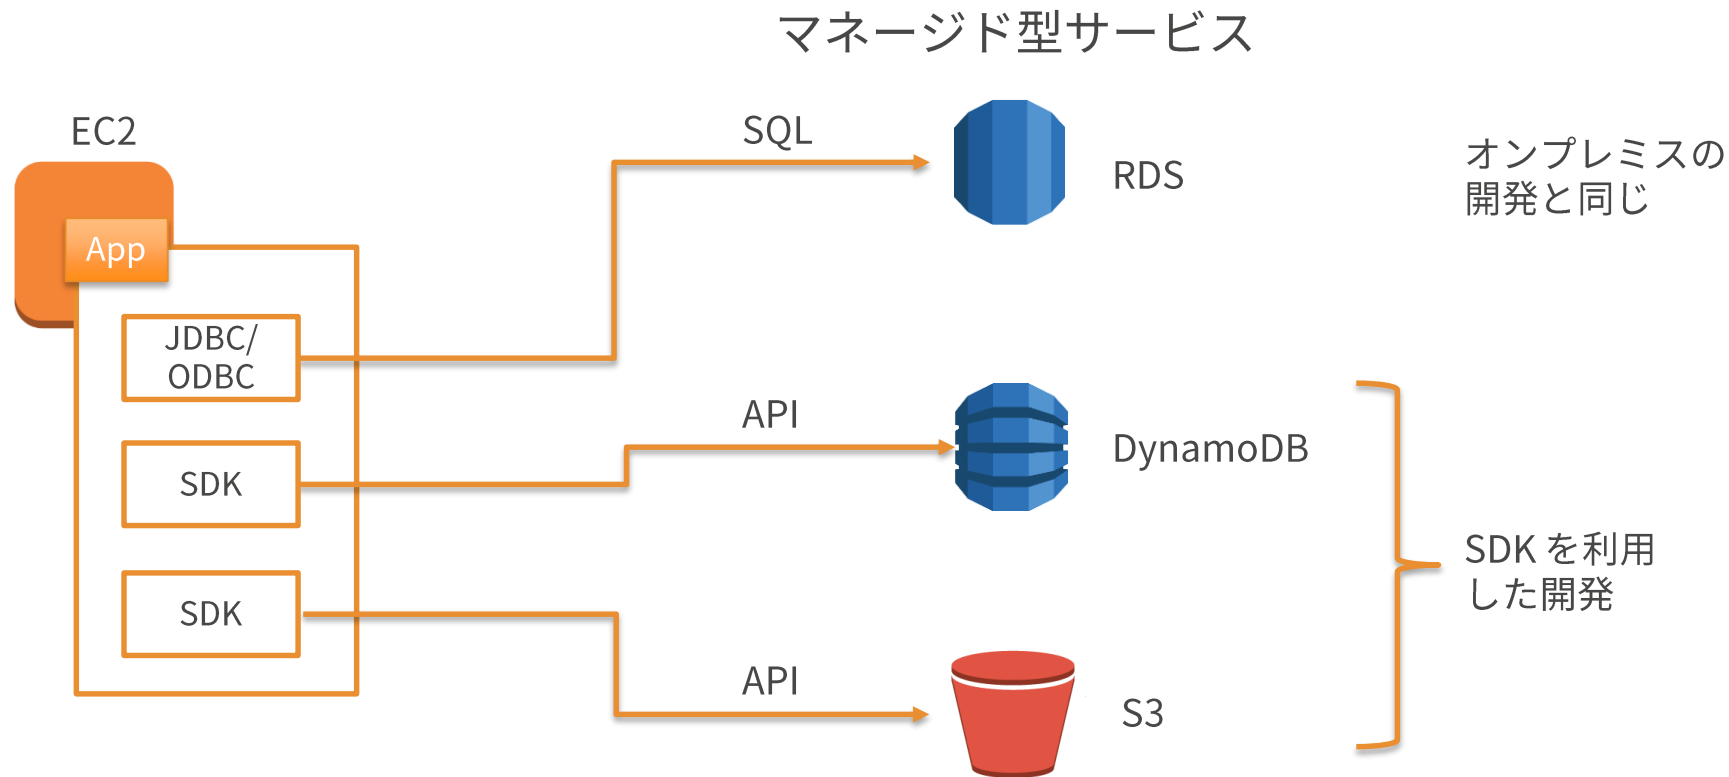 マネージド型サービス
EC2
App
JDBC/
ODBC
SDK
SDK
SQL
API
API
RDS
DynamoDB
S3
オンプレミスの
開発と同じ
SDK を利用
した開発